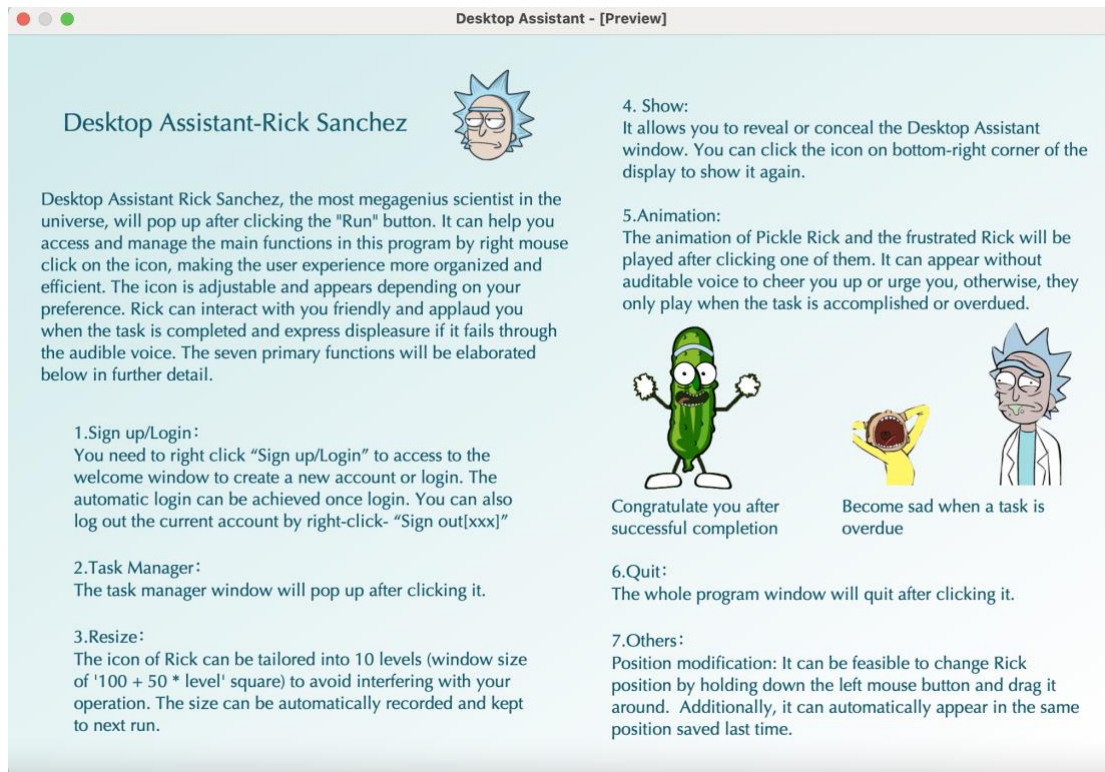 Desktop Assistant - [Preview]
Desktop Assistant-Rick Sanchez
Desktop Assistant Rick Sanchez, the most megagenius scientist in the
universe, will pop up after clicking the "Run" button. It can help you
access and manage the main functions in this program by right mouse
click on the icon, making the user experience more organized and
efficient. The icon is adjustable and appears depending on your
preference. Rick can interact with you friendly and applaud you
when the task is completed and express displeasure if it fails through
the audible voice. The seven primary functions will be elaborated
below in further detail.
1.Sign up/Login：
You need to right click “Sign up/Login” to access to the
welcome window to create a new account or login. The
automatic login can be achieved once login. You can also
log out the current account by right-click- “Sign out[xxx]”
2.Task Manager：
The task manager window will pop up after clicking it.
3.Resize：
The icon of Rick can be tailored into 10 levels (window size
of '100 + 50 * level' square) to avoid interfering with your
operation. The size can be automatically recorded and kept
to next run.
4. Show:
It allows you to reveal or conceal the Desktop Assistant
window. You can click the icon on bottom-right corner of the
display to show it again.
5.Animation:
The animation of Pickle Rick and the frustrated Rick will be
played after clicking one of them. It can appear without
auditable voice to cheer you up or urge you, otherwise, they
only play when the task is accomplished or overdued.
Congratulate you after
successful completion
Become sad when a task is
overdue
6.Quit：
The whole program window will quit after clicking it.
7.Others：
Position modification: It can be feasible to change Rick
position by holding down the left mouse button and drag it
around.  Additionally, it can automatically appear in the same
position saved last time.